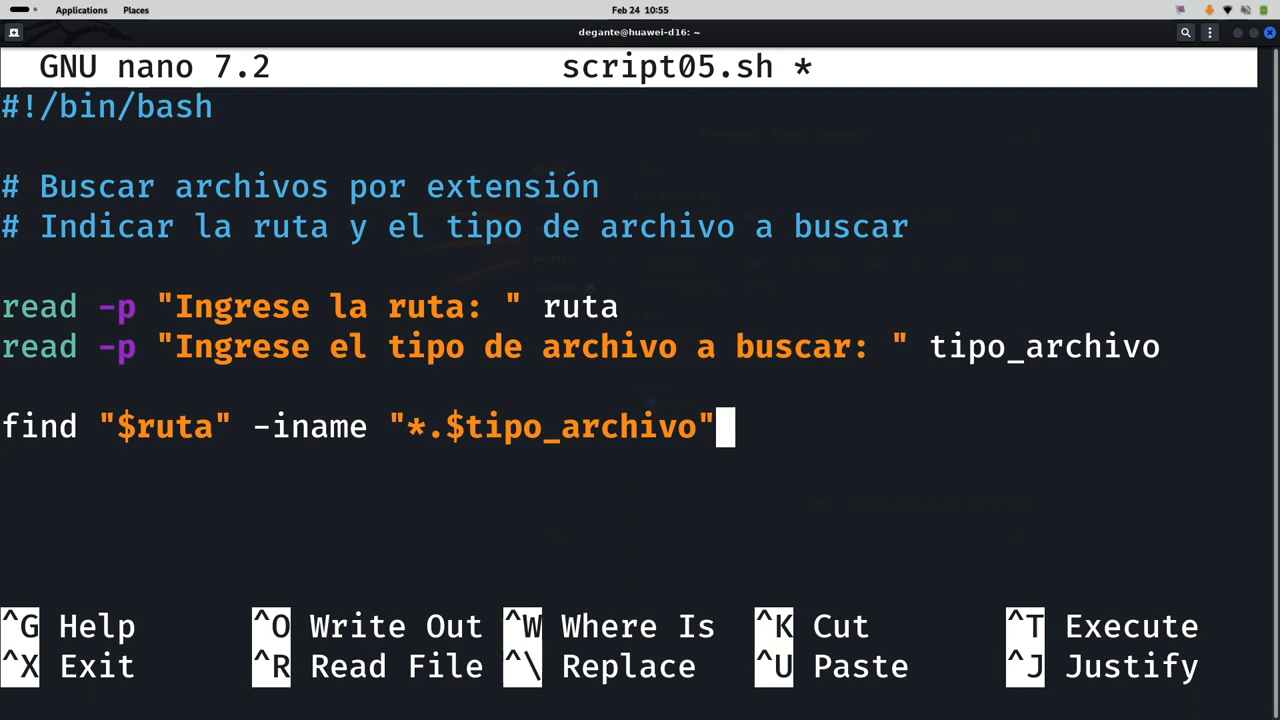 Applications Places Feb 24 10:55
degante@huawei-d16: ~
GNU nano 7.2 script05.sh *
#!/bin/bash
# Buscar archivos por extensión
# Indicar la ruta y el tipo de archivo a buscar
read -p "Ingrese la ruta: " ruta
read -p "Ingrese el tipo de archivo a buscar: " tipo_archivo
find "$ruta" -iname "*.$tipo_archivo"
^G Help ^O Write Out ^W Where Is ^K Cut ^T Execute
^X Exit ^R Read File ^\ Replace ^U Paste ^J Justify